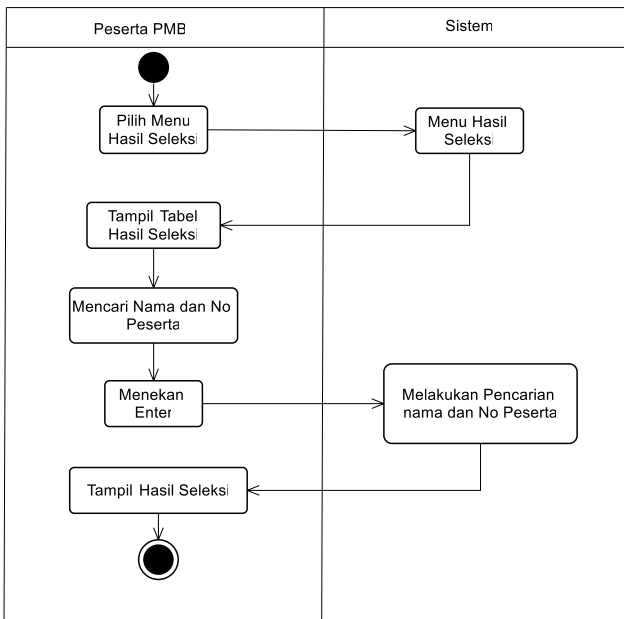 Peserta PMB
Sistem
Pilih Menu
Hasil Seleksi
Menu Hasil
Seleksi
Tampil Tabel
Hasil Seleksi
Mencari Nama dan No
Peserta
Menekan
Enter
Melakukan Pencarian
nama dan No Peserta
Tampil Hasil Seleksi